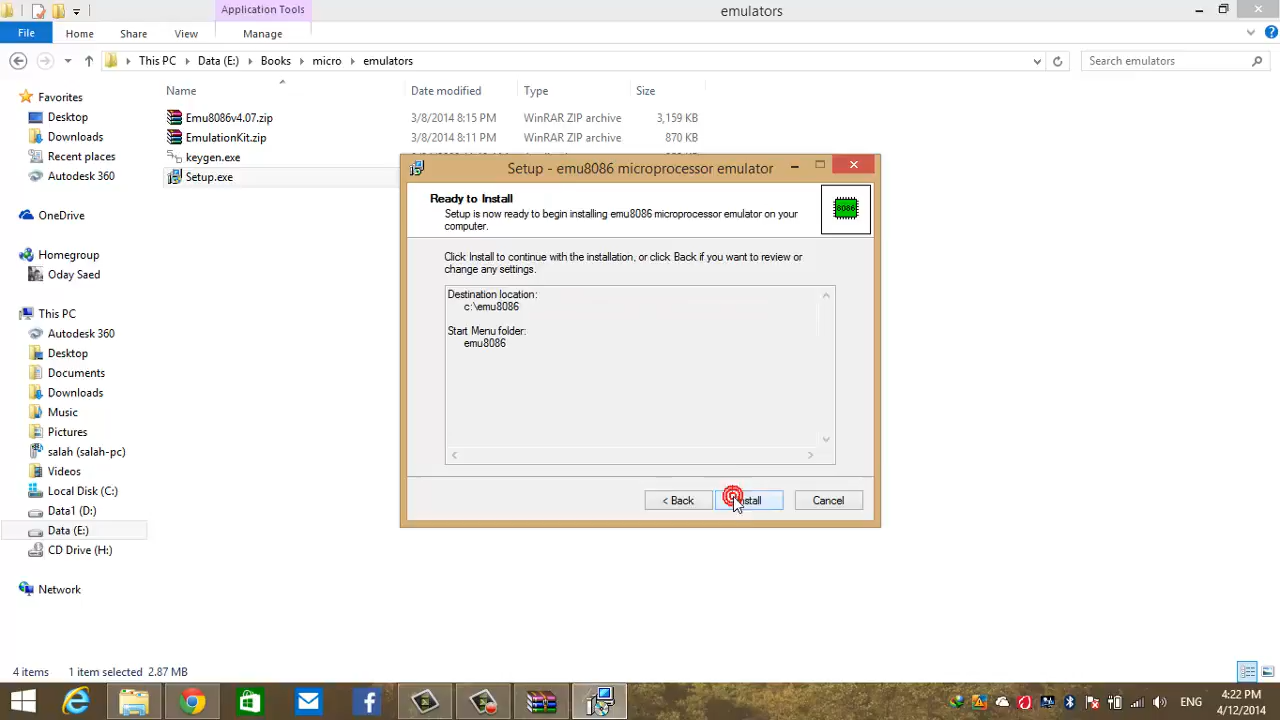 Application Tools
emulators
File Home Share View Manage
This PC Data (E:) Books micro emulators
Search emulators
Name Date modified Type Size
Emu8086v4.07.zip 3/8/2014 8:15 PM WinRAR ZIP archive 3,159 KB
EmulationKit.zip 3/8/2014 8:11 PM WinRAR ZIP archive 870 KB
keygen.exe
Setup.exe
Favorites
Desktop
Downloads
Recent places
Autodesk 360
OneDrive
Homegroup
Oday Saed
This PC
Autodesk 360
Desktop
Documents
Downloads
Music
Pictures
salah (salah-pc)
Videos
Local Disk (C:)
Data1 (D:)
Data (E:)
CD Drive (H:)
Network
Setup - emu8086 microprocessor emulator
Ready to Install
Setup is now ready to begin installing emu8086 microprocessor emulator on your
computer.
8086
Click Install to continue with the installation, or click Back if you want to review or
change any settings.
Destination location:
c:\emu8086
Start Menu folder:
emu8086
< Back Install Cancel
4 items 1 item selected 2.87 MB
ENG
4:22 PM
4/12/2014